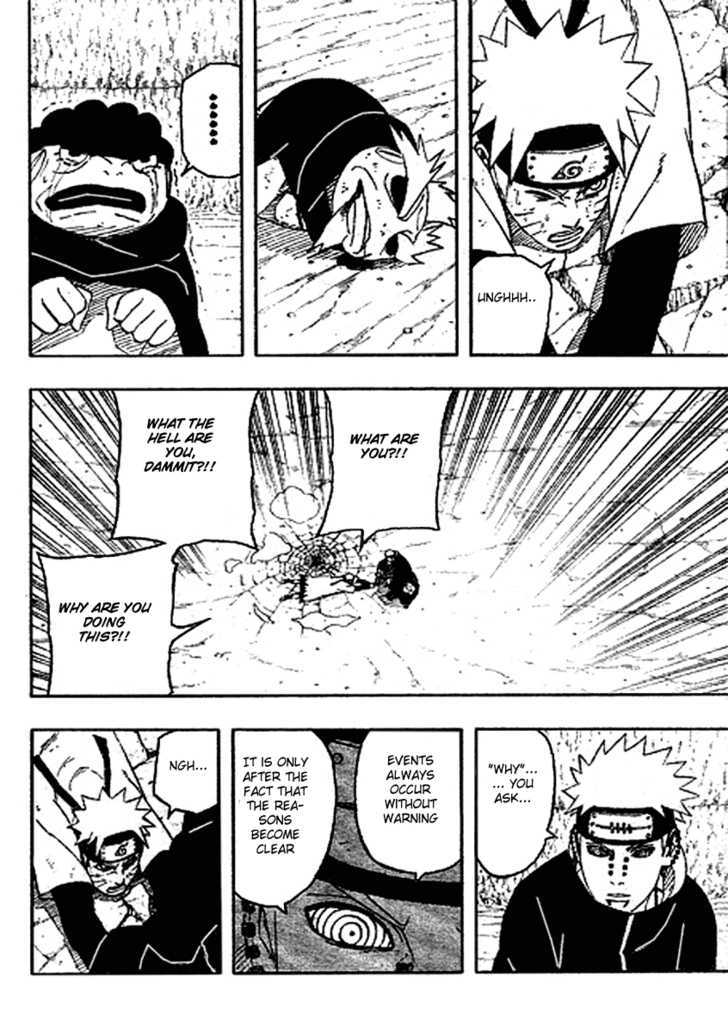 UNGHHH..
......
WHAT ARE
YOU?!!
WHAT THE
HELL ARE
YOU,
DAMMIT?!!
WHY ARE YOU
DOING
THIS?!!
"WHY"...
... YOU
ASK...
EVENTS
ALWAYS
OCCUR
WITHOUT
WARNING
IT IS ONLY
AFTER THE
FACT THAT
THE REA-
SONS
BECOME
CLEAR
NGH...